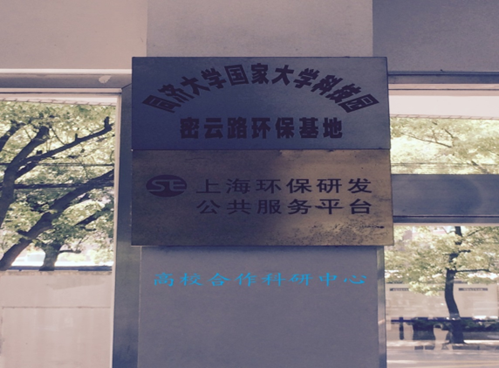 同济大学国家大学科技园
密云路环保基地
SE 上海环保研发
公共服务平台
高校合作科研中心